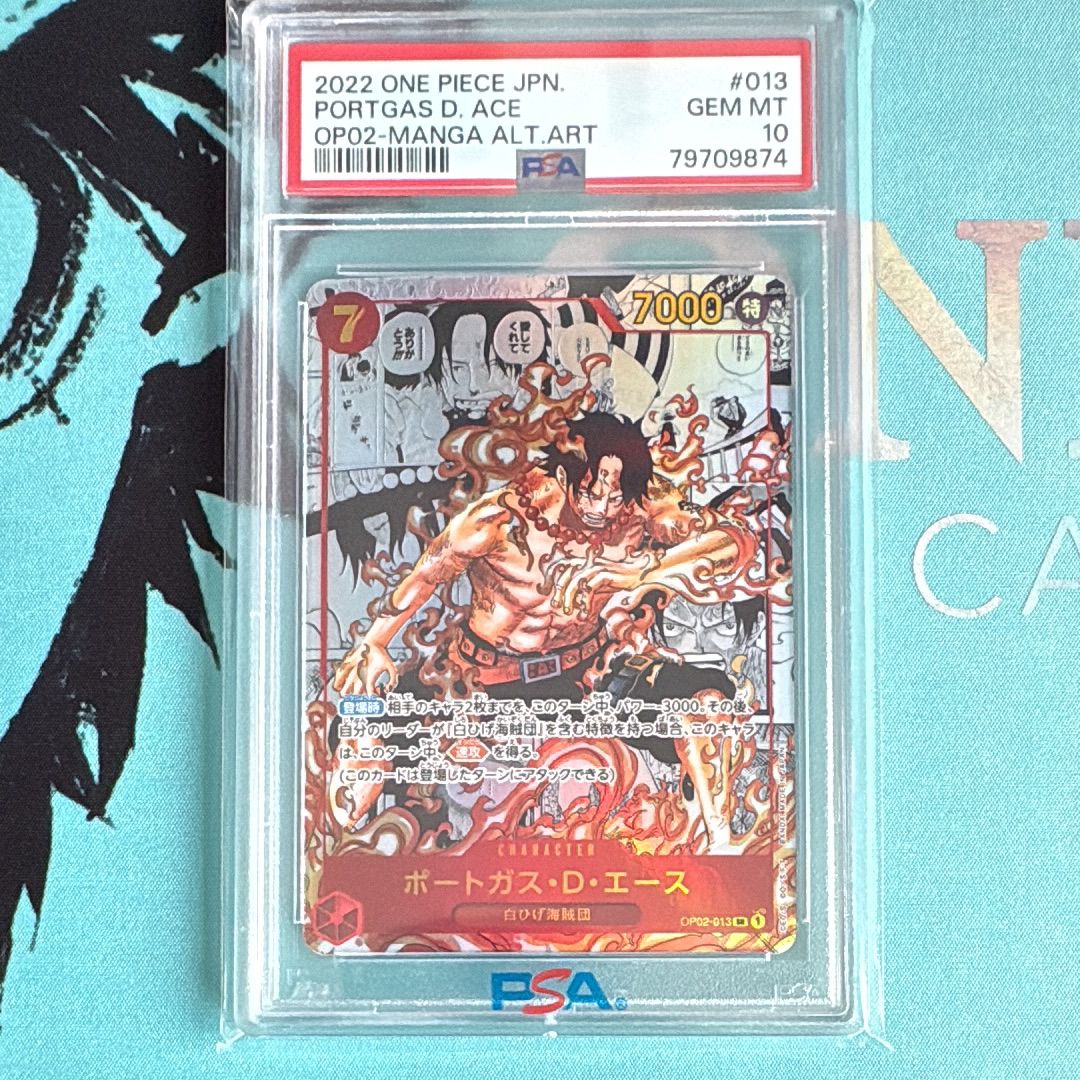 2022 ONE PIECE JPN. #013
PORTGAS D. ACE GEM MT
OP02-MANGA ALT.ART 10
PSA 79709874
7
7000 特
愛して
くれて
ありが
とう!!!
登場時 相手のキャラ2枚までを、このターン中、パワー-3000。その後、
自分のリーダーが「白ひげ海賊団」を含む特徴を持つ場合、このキャラ
は、このターン中、速攻を得る。
(このカードは登場したターンにアタックできる)
CHARACTER
ポートガス・D・エース
白ひげ海賊団
OP02-013 SR 1
PSA®
CA